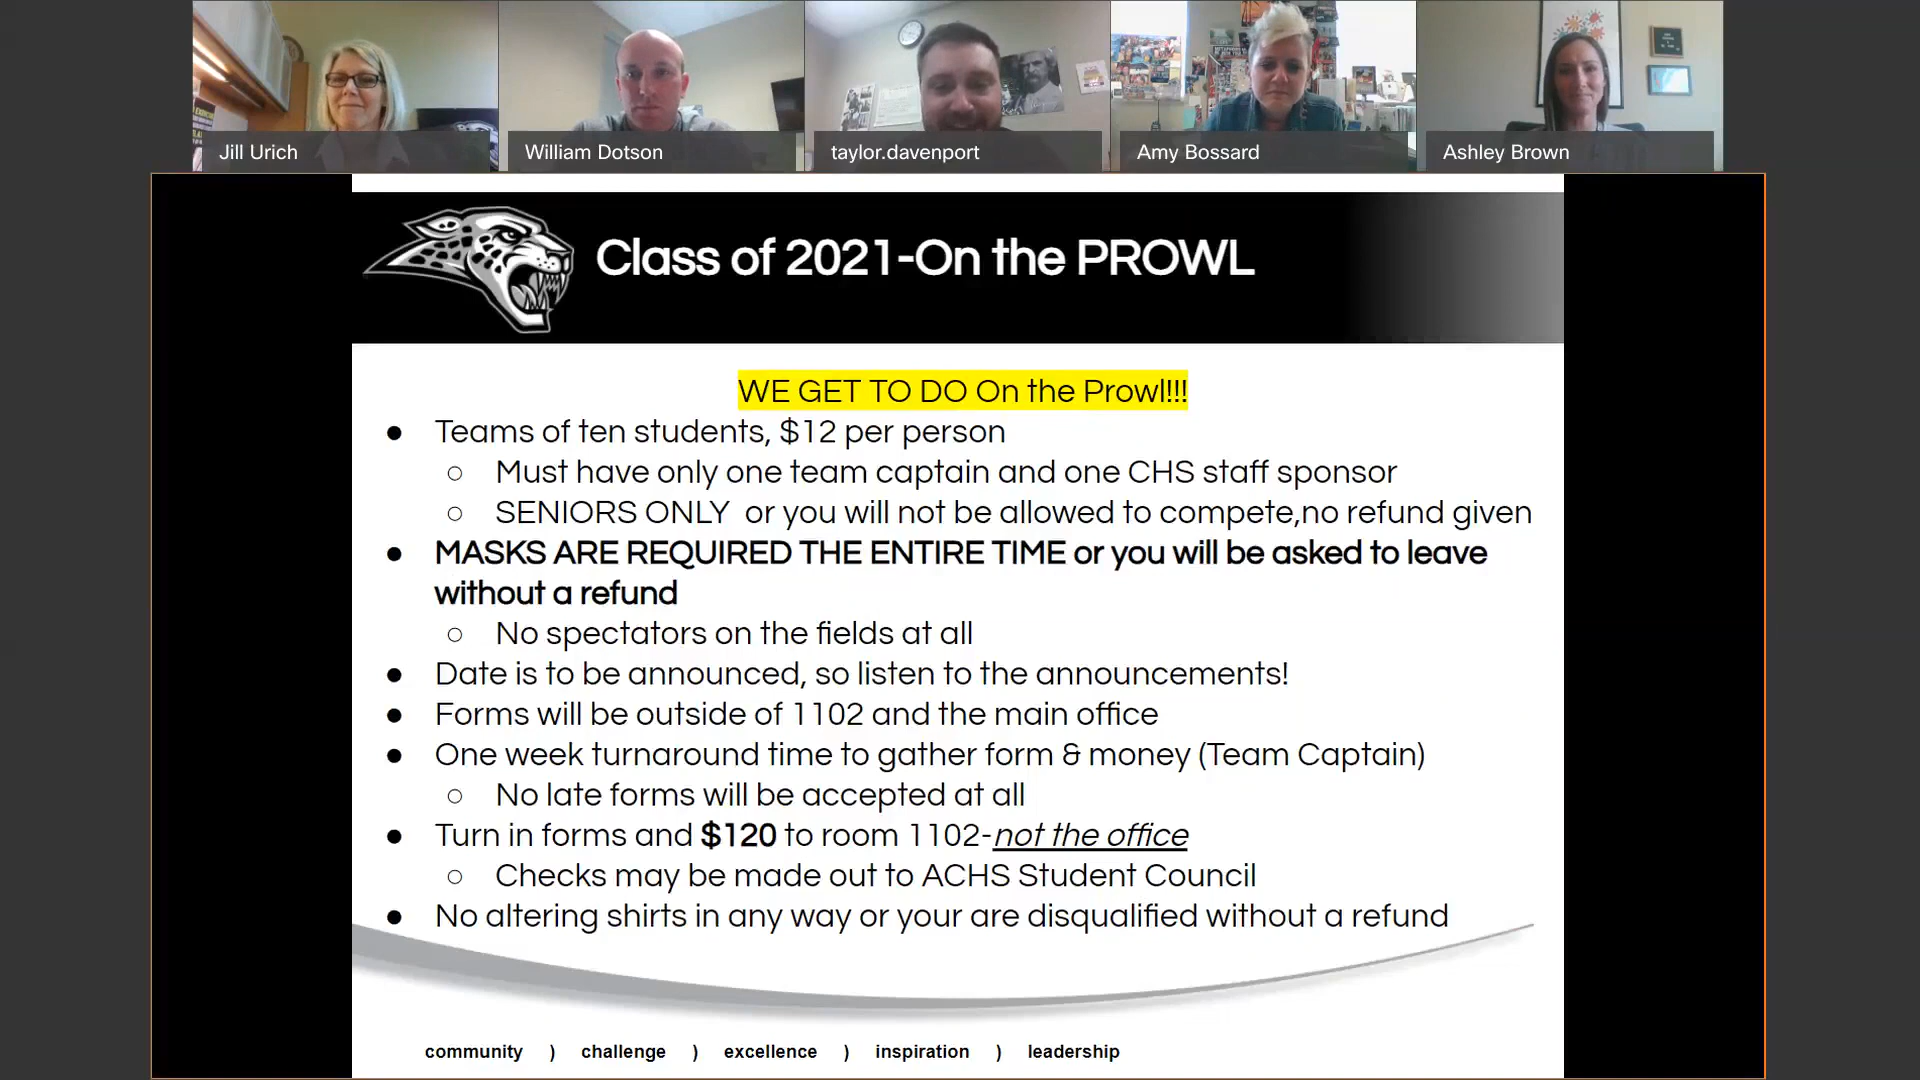 Jill Urich
William Dotson
taylor.davenport
Amy Bossard
Ashley Brown
Class of 2021-On the PROWL
WE GET TO DO On the Prowl!!!
● Teams of ten students, $12 per person
○ Must have only one team captain and one CHS staff sponsor
○ SENIORS ONLY or you will not be allowed to compete,no refund given
● MASKS ARE REQUIRED THE ENTIRE TIME or you will be asked to leave
without a refund
○ No spectators on the fields at all
● Date is to be announced, so listen to the announcements!
● Forms will be outside of 1102 and the main office
● One week turnaround time to gather form & money (Team Captain)
○ No late forms will be accepted at all
● Turn in forms and $120 to room 1102-not the office
○ Checks may be made out to ACHS Student Council
● No altering shirts in any way or your are disqualified without a refund
community ) challenge ) excellence ) inspiration ) leadership